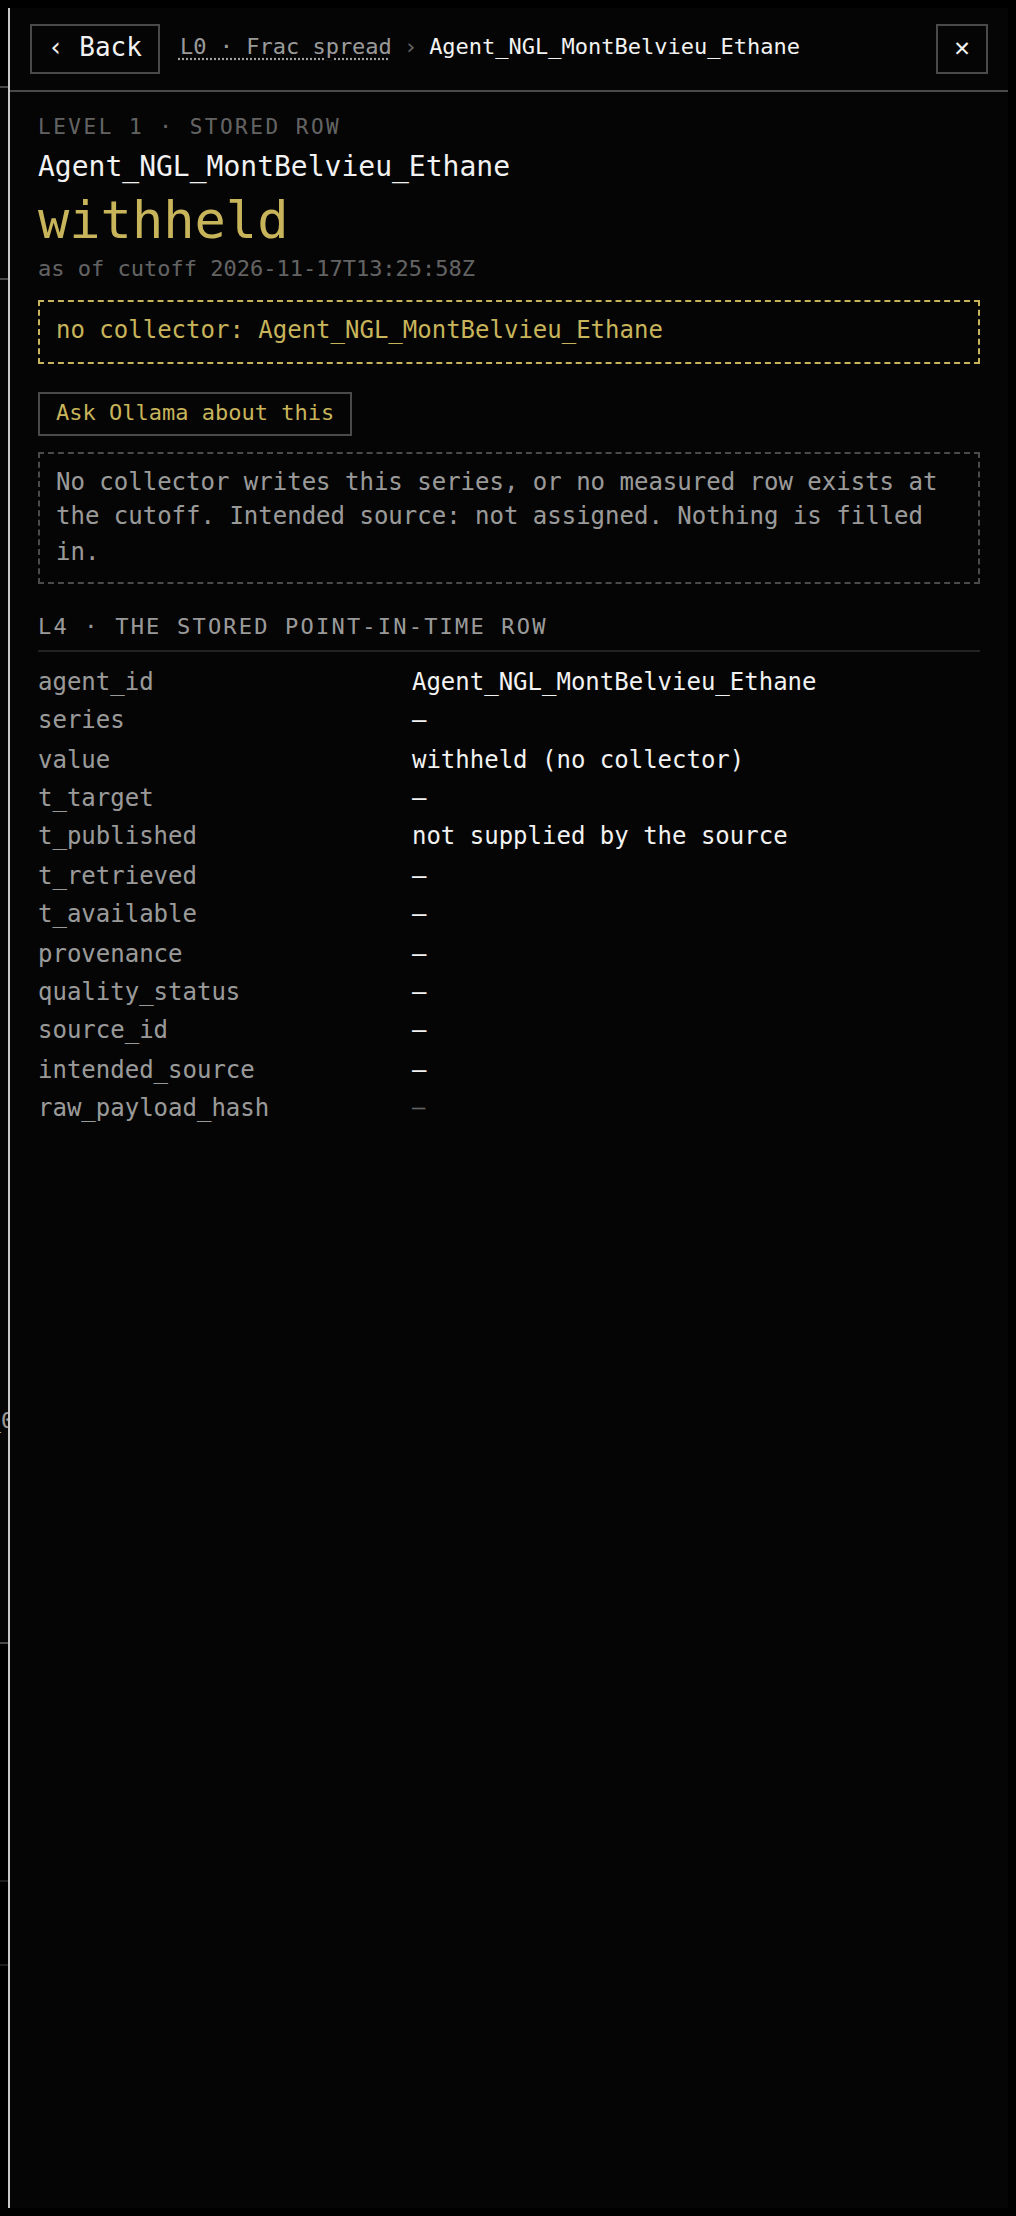 ‹ Back
L0 · Frac spread › Agent_NGL_MontBelvieu_Ethane
×
LEVEL 1 · STORED ROW
Agent_NGL_MontBelvieu_Ethane
withheld
as of cutoff 2026-11-17T13:25:58Z
no collector: Agent_NGL_MontBelvieu_Ethane
Ask Ollama about this
No collector writes this series, or no measured row exists at
the cutoff. Intended source: not assigned. Nothing is filled
in.
L4 · THE STORED POINT-IN-TIME ROW
agent_id Agent_NGL_MontBelvieu_Ethane
series —
value withheld (no collector)
t_target —
t_published not supplied by the source
t_retrieved —
t_available —
provenance —
quality_status —
source_id —
intended_source —
raw_payload_hash —